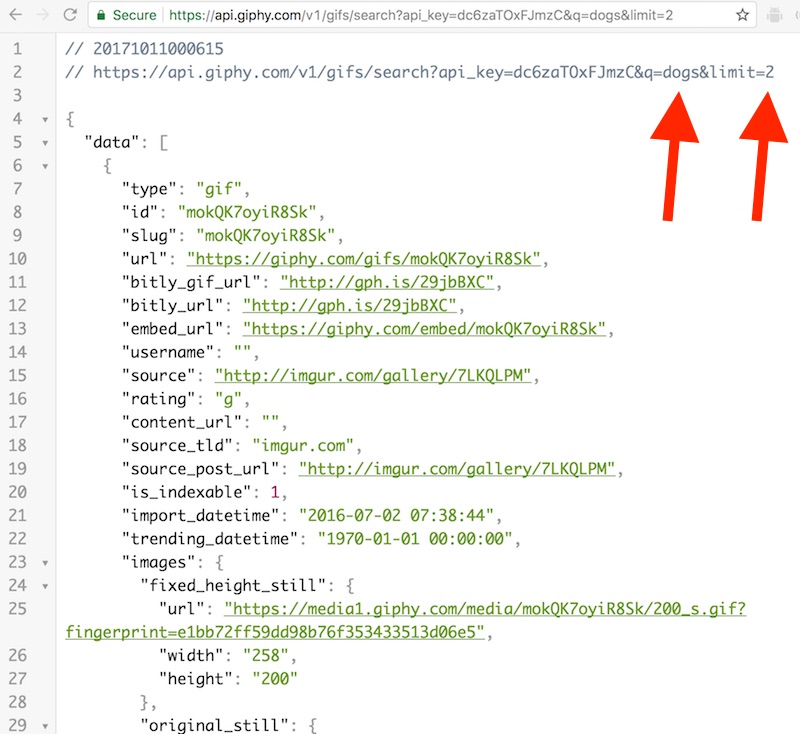 Secure https://api.giphy.com/v1/gifs/search?api_key=dc6zaTOxFJmzC&q=dogs&limit=2
1 // 20171011000615
2 // https://api.giphy.com/v1/gifs/search?api_key=dc6zaTOxFJmzC&q=dogs&limit=2
3
4 {
5 "data": [
6 {
7 "type": "gif",
8 "id": "mokQK7oyiR8Sk",
9 "slug": "mokQK7oyiR8Sk",
10 "url": "https://giphy.com/gifs/mokQK7oyiR8Sk",
11 "bitly_gif_url": "http://gph.is/29jbBXC",
12 "bitly_url": "http://gph.is/29jbBXC",
13 "embed_url": "https://giphy.com/embed/mokQK7oyiR8Sk",
14 "username": "",
15 "source": "http://imgur.com/gallery/7LKQLPM",
16 "rating": "g",
17 "content_url": "",
18 "source_tld": "imgur.com",
19 "source_post_url": "http://imgur.com/gallery/7LKQLPM",
20 "is_indexable": 1,
21 "import_datetime": "2016-07-02 07:38:44",
22 "trending_datetime": "1970-01-01 00:00:00",
23 "images": {
24 "fixed_height_still": {
25 "url": "https://media1.giphy.com/media/mokQK7oyiR8Sk/200_s.gif?
fingerprint=e1bb72ff59dd98b76f353433513d06e5",
26 "width": "258",
27 "height": "200"
28 },
29 "original_still": {